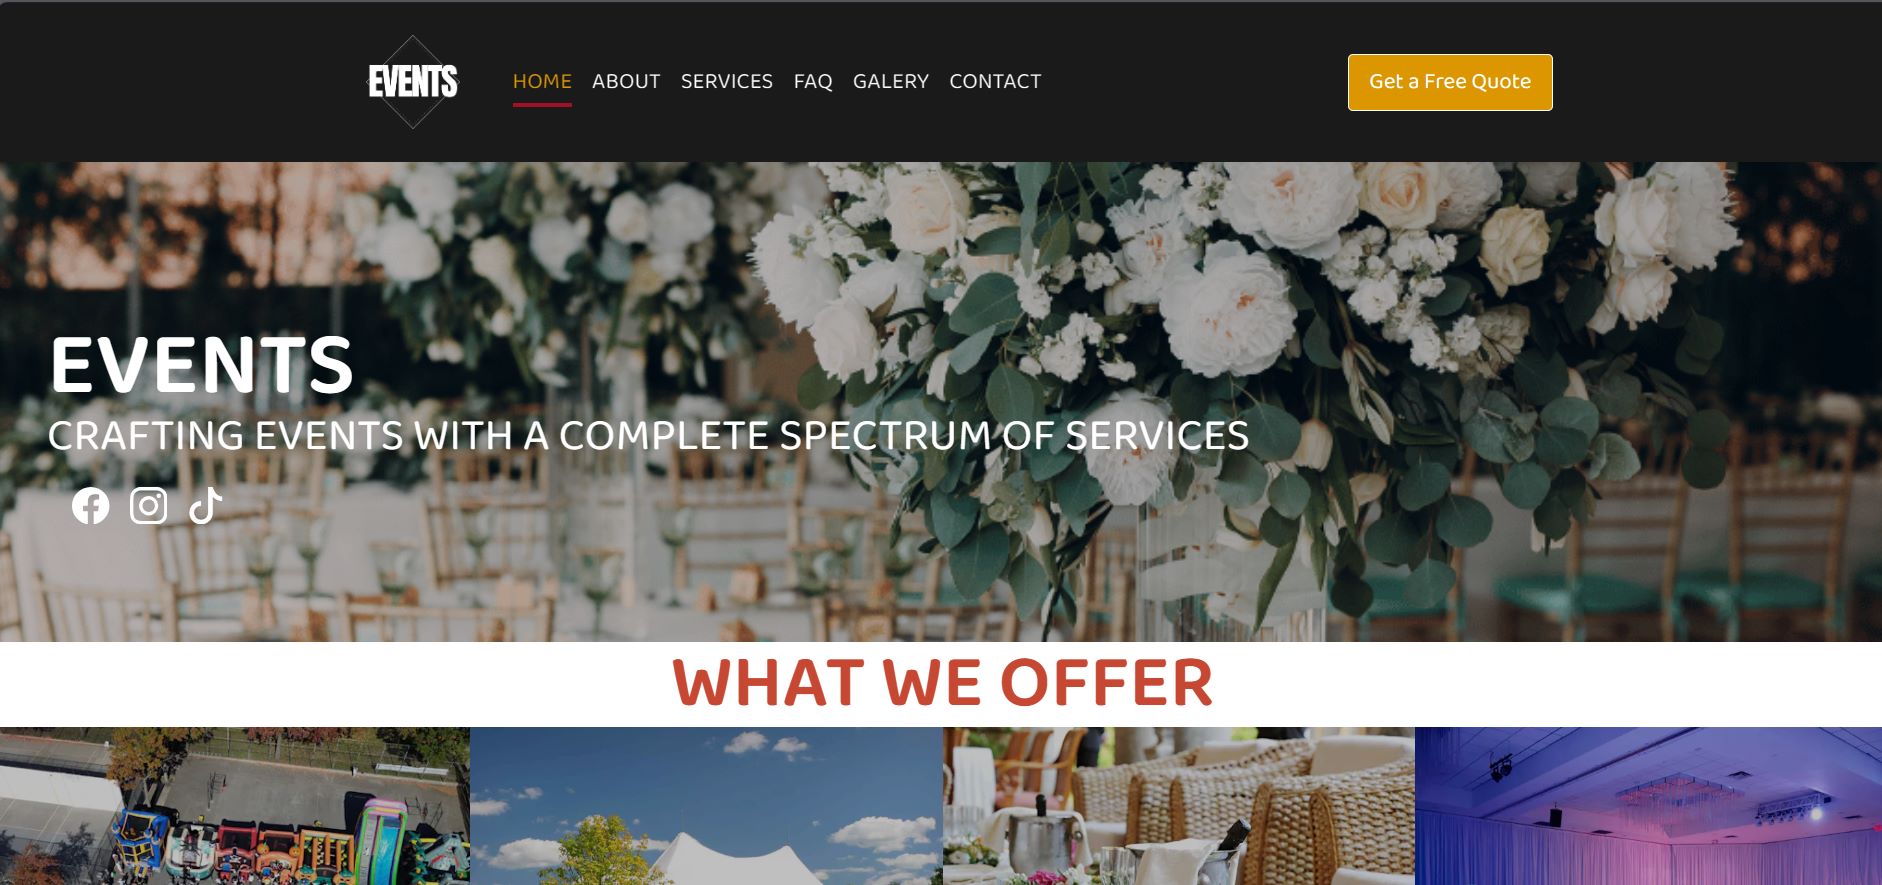 EVENTS
HOME ABOUT SERVICES FAQ GALERY CONTACT
Get a Free Quote
EVENTS
CRAFTING EVENTS WITH A COMPLETE SPECTRUM OF SERVICES
WHAT WE OFFER